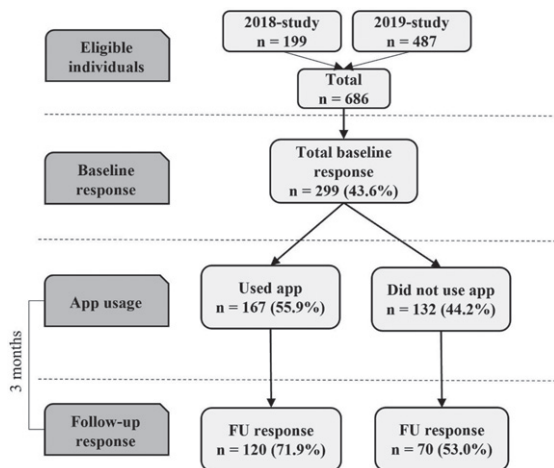 Eligible
individuals
2018-study
n = 199
2019-study
n = 487
Total
n = 686
Baseline
response
Total baseline
response
n = 299 (43.6%)
App usage
Used app
n = 167 (55.9%)
Did not use app
n = 132 (44.2%)
3 months
Follow-up
response
FU response
n = 120 (71.9%)
FU response
n = 70 (53.0%)